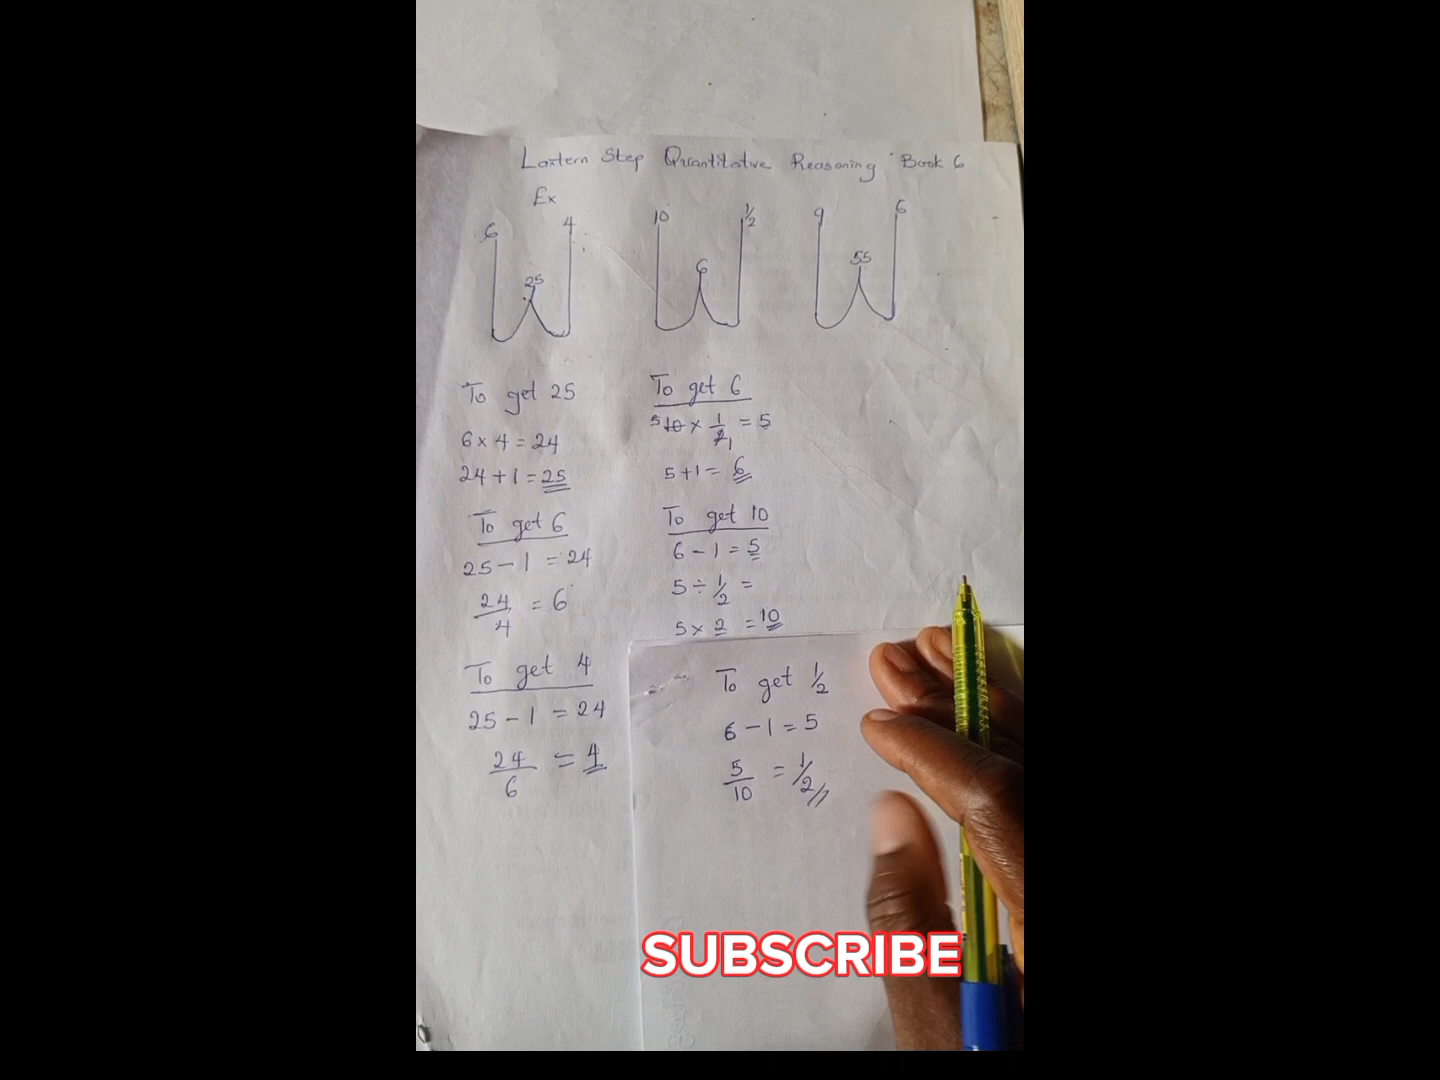 Lantern Step Quantitative Reasoning Book 6
Ex
6 4 25
10 1/2 6
9 6 55
To get 25
6 x 4 = 24
24 + 1 = 25
To get 6
25 - 1 = 24
24/4 = 6
To get 4
25 - 1 = 24
24/6 = 4
To get 6
5 10 x 1/2 1 = 5
5 + 1 = 6
To get 10
6 - 1 = 5
5 ÷ 1/2 =
5 x 2 = 10
To get 1/2
6 - 1 = 5
5/10 = 1/2
SUBSCRIBE